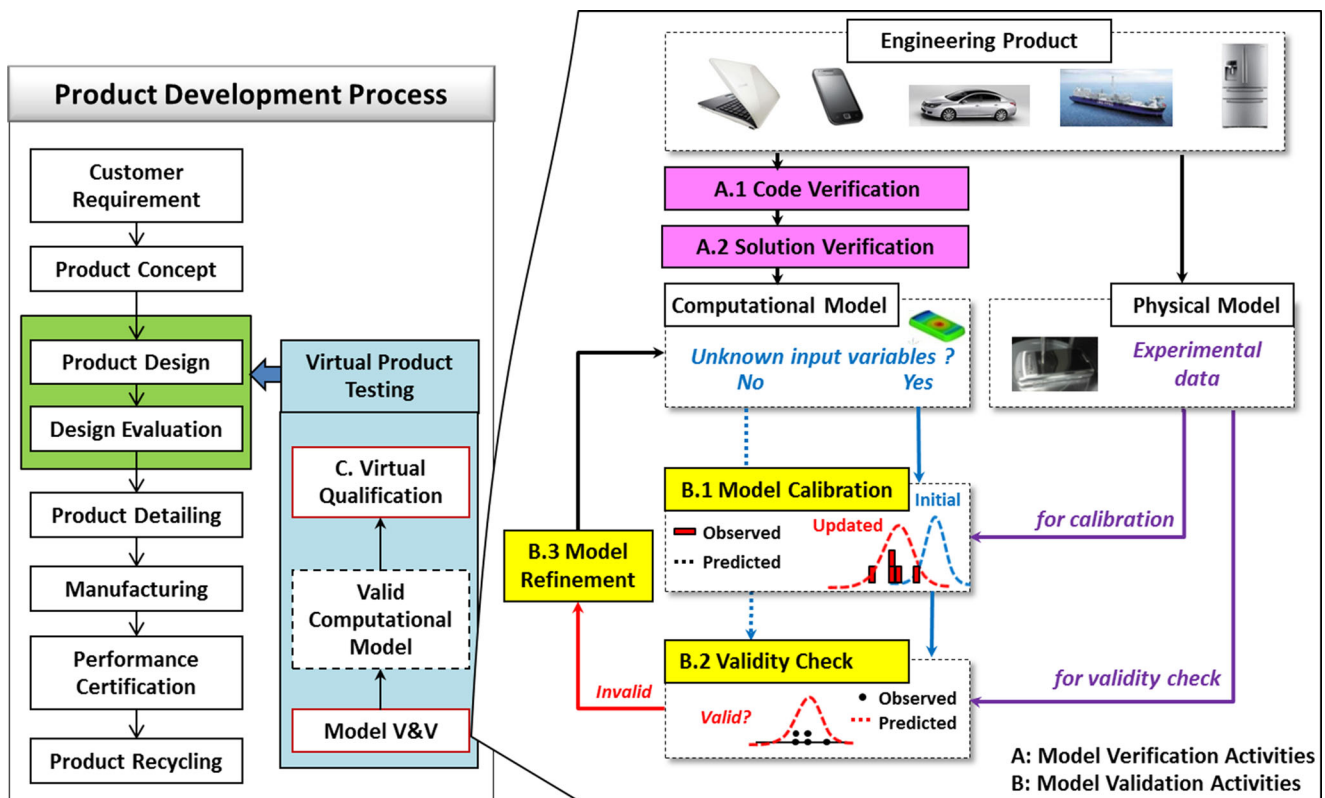 Product Development Process
Customer
Requirement
Product Concept
Product Design
Design Evaluation
Product Detailing
Manufacturing
Performance
Certification
Product Recycling
Virtual Product
Testing
C. Virtual
Qualification
Valid
Computational
Model
Model V&V
Engineering Product
A.1 Code Verification
A.2 Solution Verification
Computational Model
Unknown input variables ?
No Yes
Physical Model
Experimental
data
B.1 Model Calibration
Initial
Updated
Observed
Predicted
for calibration
B.3 Model
Refinement
B.2 Validity Check
Invalid
Valid?
Observed
Predicted
for validity check
A: Model Verification Activities
B: Model Validation Activities